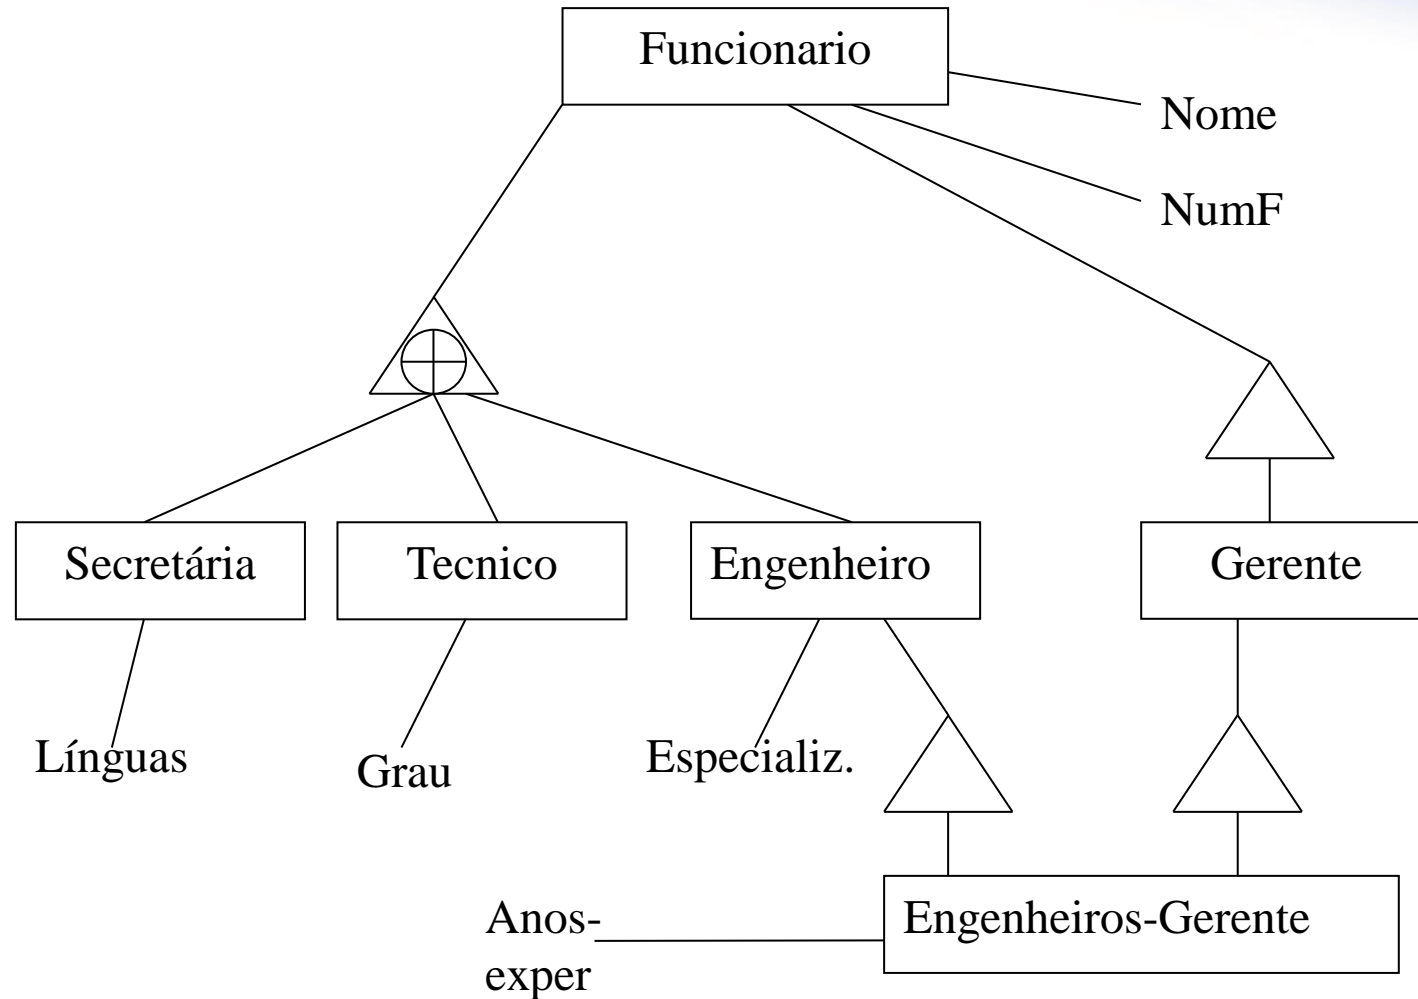 Funcionario
Nome
NumF
Secretária
Tecnico
Engenheiro
Gerente
Línguas
Grau
Especializ.
Anos-
exper
Engenheiros-Gerente